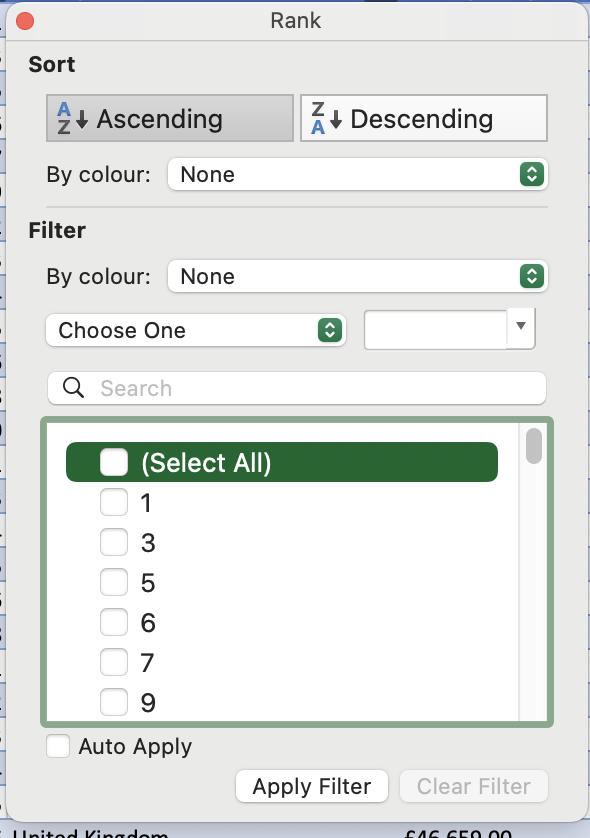 Rank
Sort
A
Z Ascending
Z
A Descending
By colour: None
Filter
By colour: None
Choose One
Search
(Select All)
1
3
5
6
7
9
Auto Apply
Apply Filter Clear Filter
United Kingdom £46,659.00